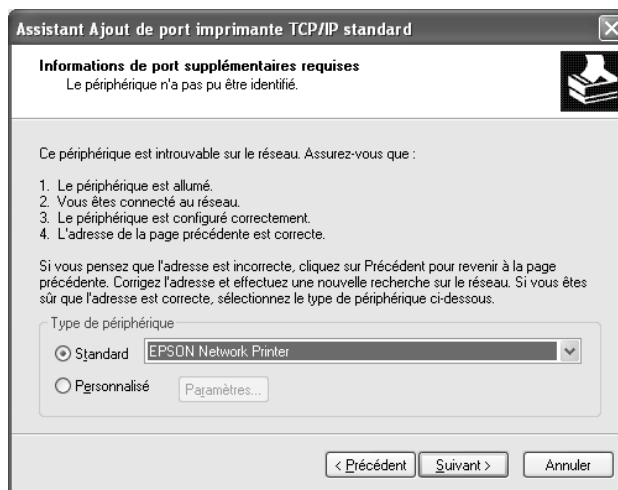 Assistant Ajout de port imprimante TCP/IP standard
Informations de port supplémentaires requises
Le périphérique n'a pas pu être identifié.
Ce périphérique est introuvable sur le réseau. Assurez-vous que :
1. Le périphérique est allumé.
2. Vous êtes connecté au réseau.
3. Le périphérique est configuré correctement.
4. L'adresse de la page précédente est correcte.
Si vous pensez que l'adresse est incorrecte, cliquez sur Précédent pour revenir à la page
précédente. Corrigez l'adresse et effectuez une nouvelle recherche sur le réseau. Si vous êtes
sûr que l'adresse est correcte, sélectionnez le type de périphérique ci-dessous.
Type de périphérique
Standard EPSON Network Printer
Personnalisé Paramètres...
< Précédent Suivant > Annuler